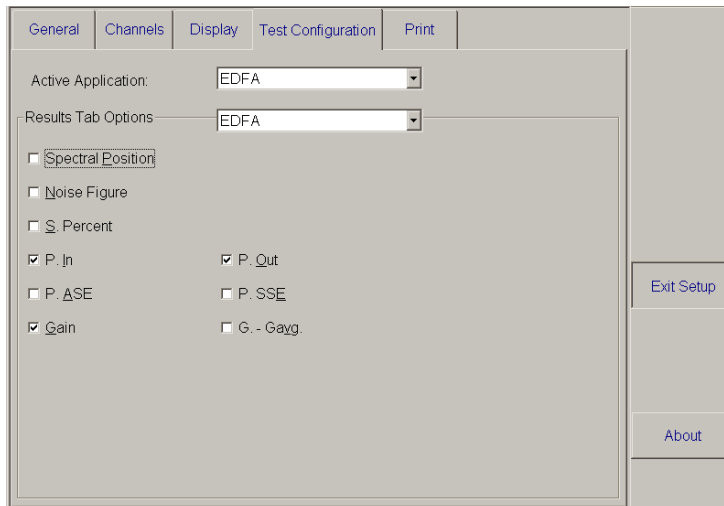 General Channels Display Test Configuration Print
Active Application: EDFA
Results Tab Options EDFA
Spectral Position
Noise Figure
S. Percent
P. In P. Out
P. ASE P. SSE
Exit Setup
Gain G. - Gavg.
About